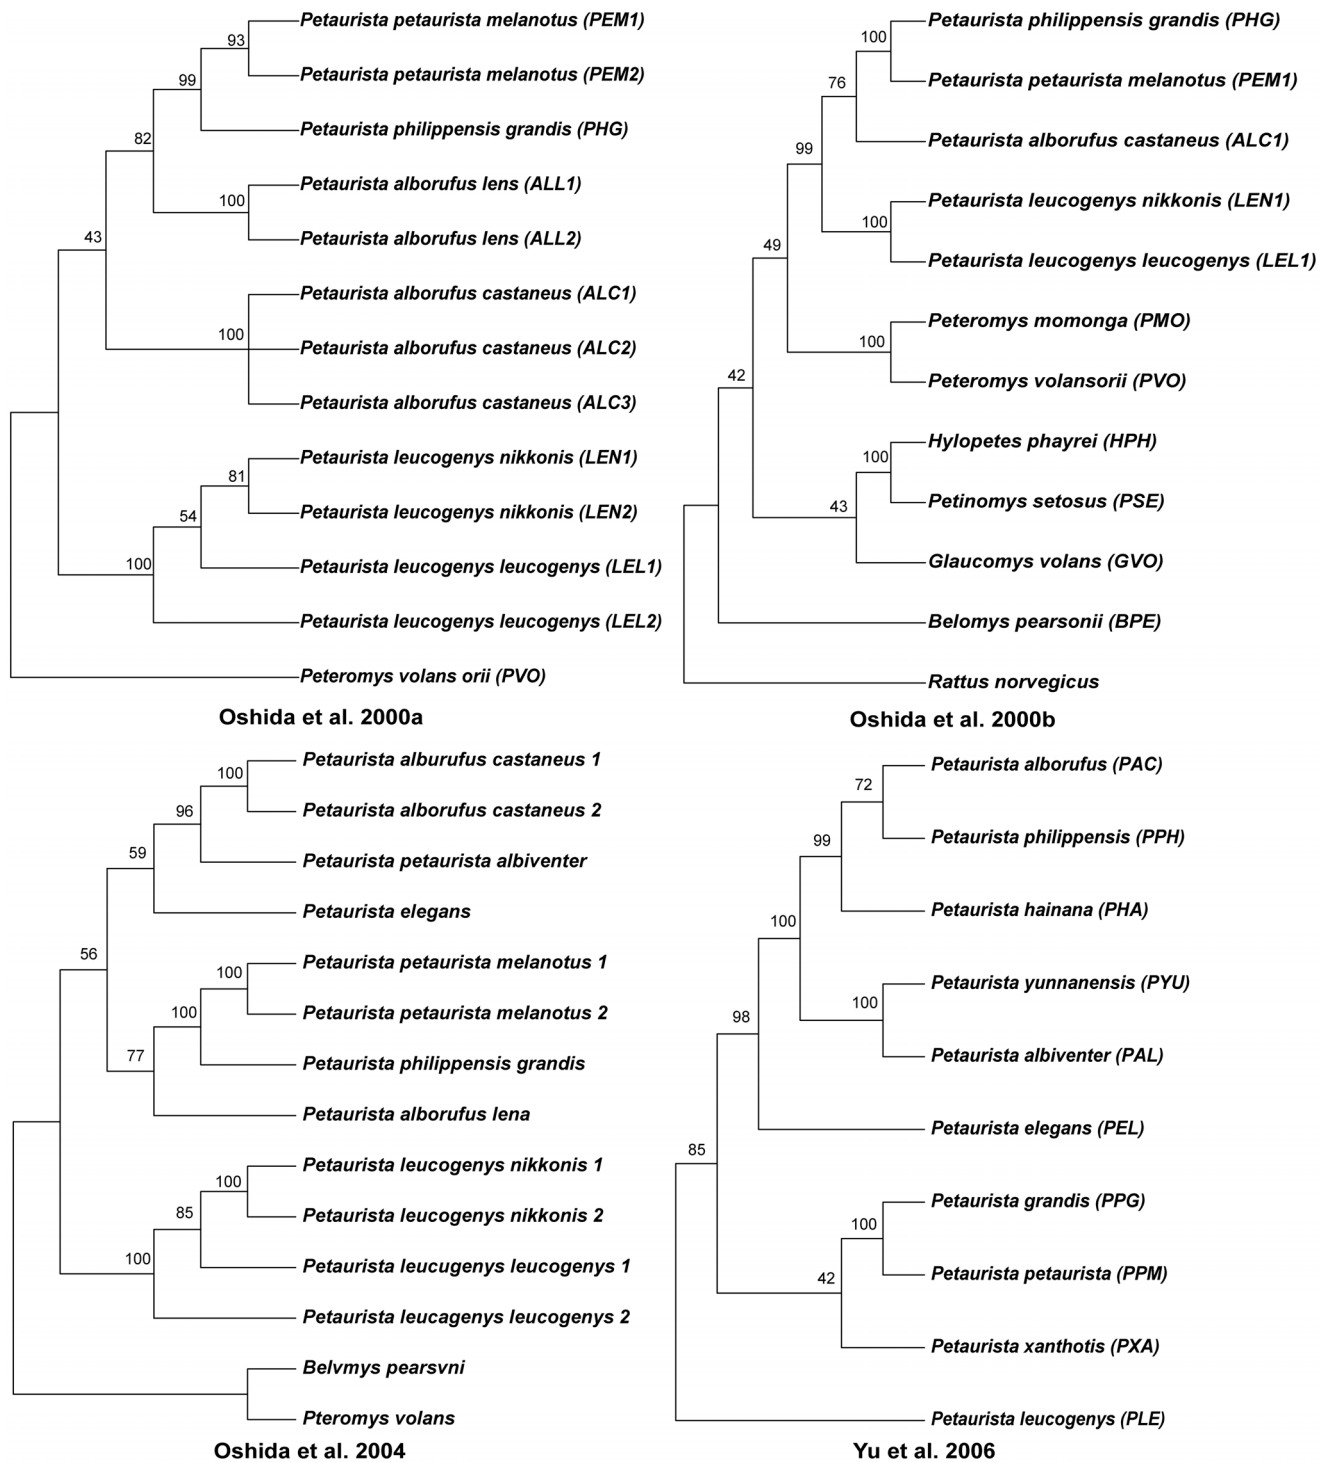 Petaurista petaurista melanotus (PEM1)
93
Petaurista petaurista melanotus (PEM2)
99
Petaurista philippensis grandis (PHG)
82
Petaurista alborufus lens (ALL1)
100
Petaurista alborufus lens (ALL2)
43
Petaurista alborufus castaneus (ALC1)
100
Petaurista alborufus castaneus (ALC2)
Petaurista alborufus castaneus (ALC3)
Petaurista leucogenys nikkonis (LEN1)
81
Petaurista leucogenys nikkonis (LEN2)
54
Petaurista leucogenys leucogenys (LEL1)
100
Petaurista leucogenys leucogenys (LEL2)
Peteromys volans orii (PVO)
Oshida et al. 2000a
Petaurista philippensis grandis (PHG)
100
Petaurista petaurista melanotus (PEM1)
76
Petaurista alborufus castaneus (ALC1)
99
Petaurista leucogenys nikkonis (LEN1)
100
Petaurista leucogenys leucogenys (LEL1)
49
Peteromys momonga (PMO)
100
Peteromys volansorii (PVO)
42
Hylopetes phayrei (HPH)
100
Petinomys setosus (PSE)
43
Glaucomys volans (GVO)
Belomys pearsonii (BPE)
Rattus norvegicus
Oshida et al. 2000b
Petaurista alburufus castaneus 1
100
Petaurista alborufus castaneus 2
96
Petaurista petaurista albiventer
59
Petaurista elegans
56
Petaurista petaurista melanotus 1
100
Petaurista petaurista melanotus 2
100
Petaurista philippensis grandis
77
Petaurista alborufus lena
Petaurista leucogenys nikkonis 1
100
Petaurista leucogenys nikkonis 2
85
Petaurista leucugenys leucogenys 1
100
Petaurista leucagenys leucogenys 2
Belvmys pearsvni
Pteromys volans
Oshida et al. 2004
Petaurista alborufus (PAC)
72
Petaurista philippensis (PPH)
99
Petaurista hainana (PHA)
100
Petaurista yunnanensis (PYU)
100
Petaurista albiventer (PAL)
98
Petaurista elegans (PEL)
85
Petaurista grandis (PPG)
100
Petaurista petaurista (PPM)
42
Petaurista xanthotis (PXA)
Petaurista leucogenys (PLE)
Yu et al. 2006